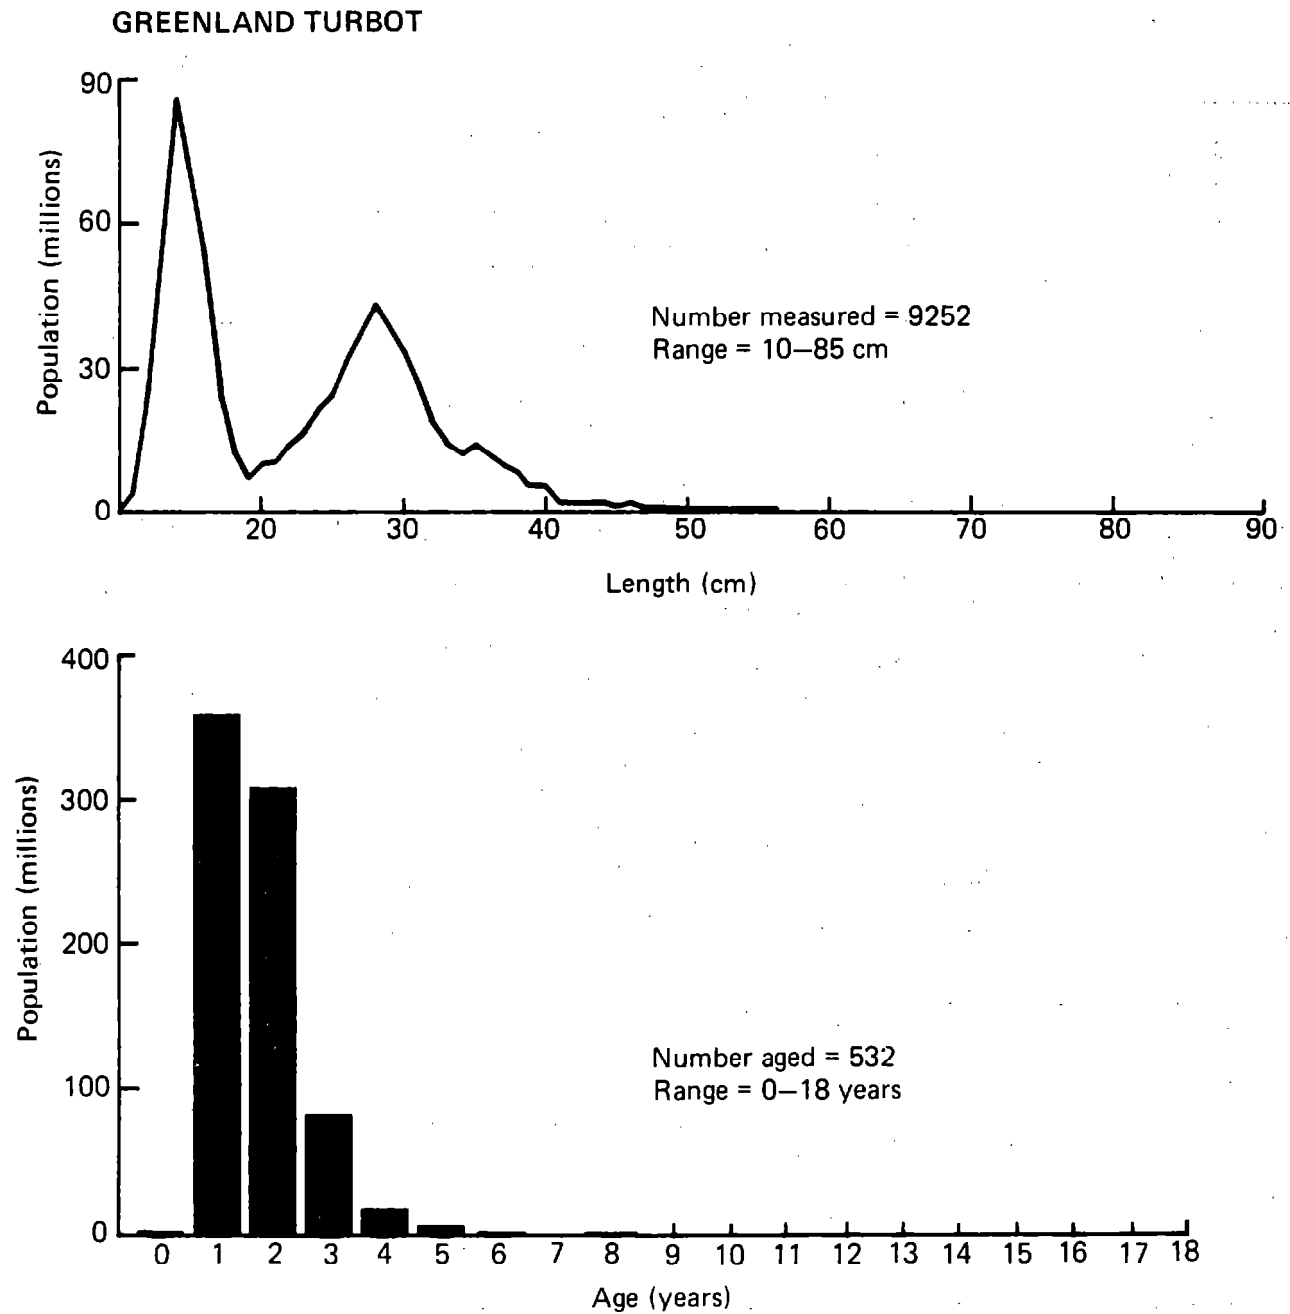 GREENLAND TURBOT
90
60
30
0
Population (millions)
Number measured = 9252
Range = 10–85 cm
20 30 40 50 60 70 80 90
Length (cm)
400
300
200
100
0
Population (millions)
Number aged = 532
Range = 0–18 years
0 1 2 3 4 5 6 7 8 9 10 11 12 13 14 15 16 17 18
Age (years)